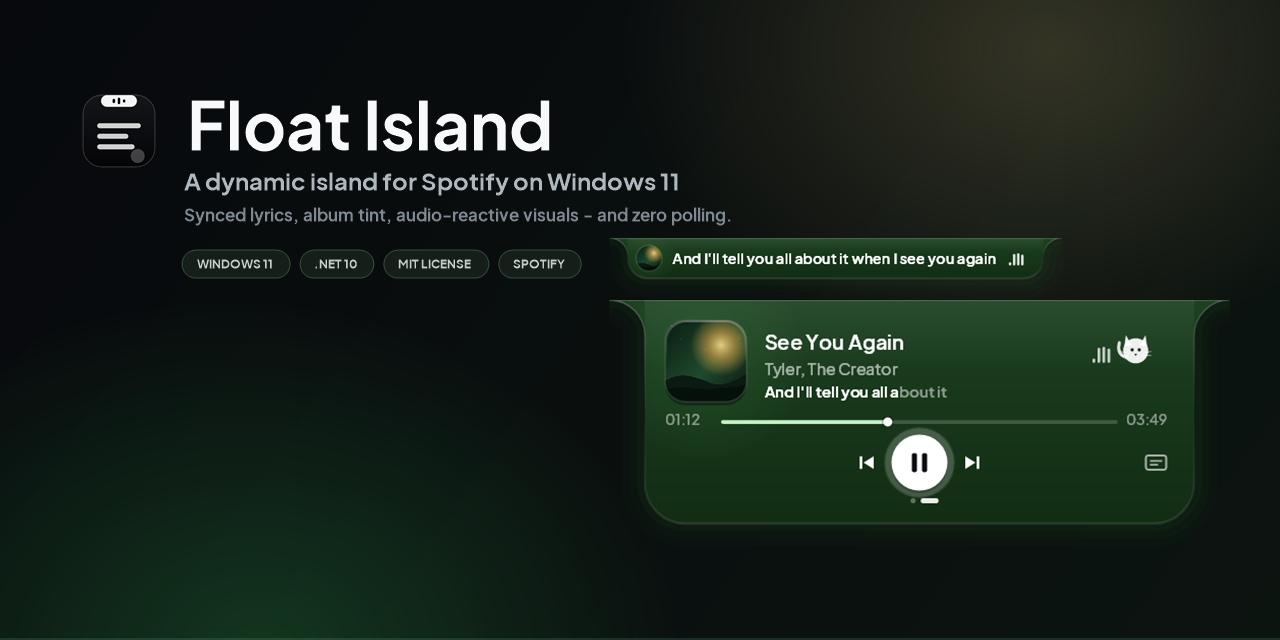 Float Island
A dynamic island for Spotify on Windows 11
Synced lyrics, album tint, audio-reactive visuals - and zero polling.
WINDOWS 11
.NET 10
MIT LICENSE
SPOTIFY
And I'll tell you all about it when I see you again
See You Again
Tyler, The Creator
And I'll tell you all about it
01:12
03:49